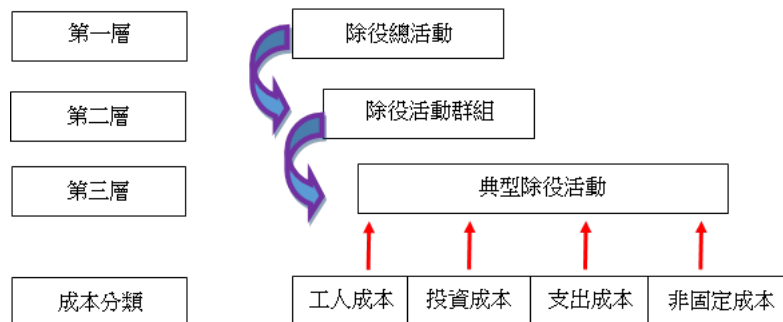 第一層 除役總活動
第二層 除役活動群組
第三層 典型除役活動
成本分類 工人成本 投資成本 支出成本 非固定成本